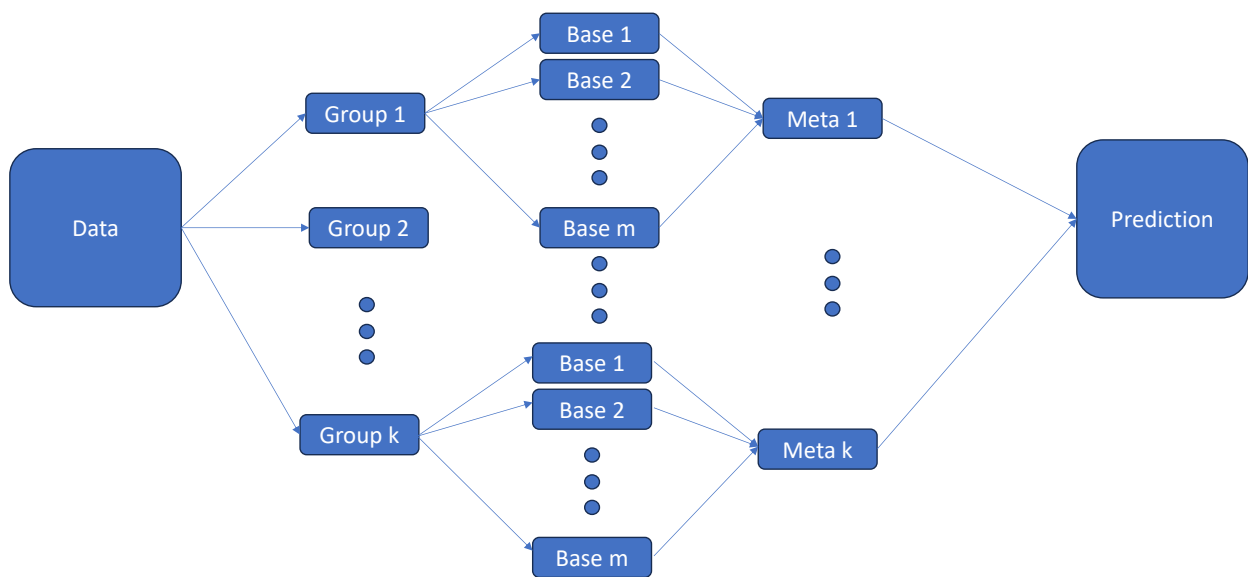 Base 1
Base 2
Group 1
Meta 1
Data
Group 2
Base m
Prediction
Base 1
Base 2
Group k
Meta k
Base m